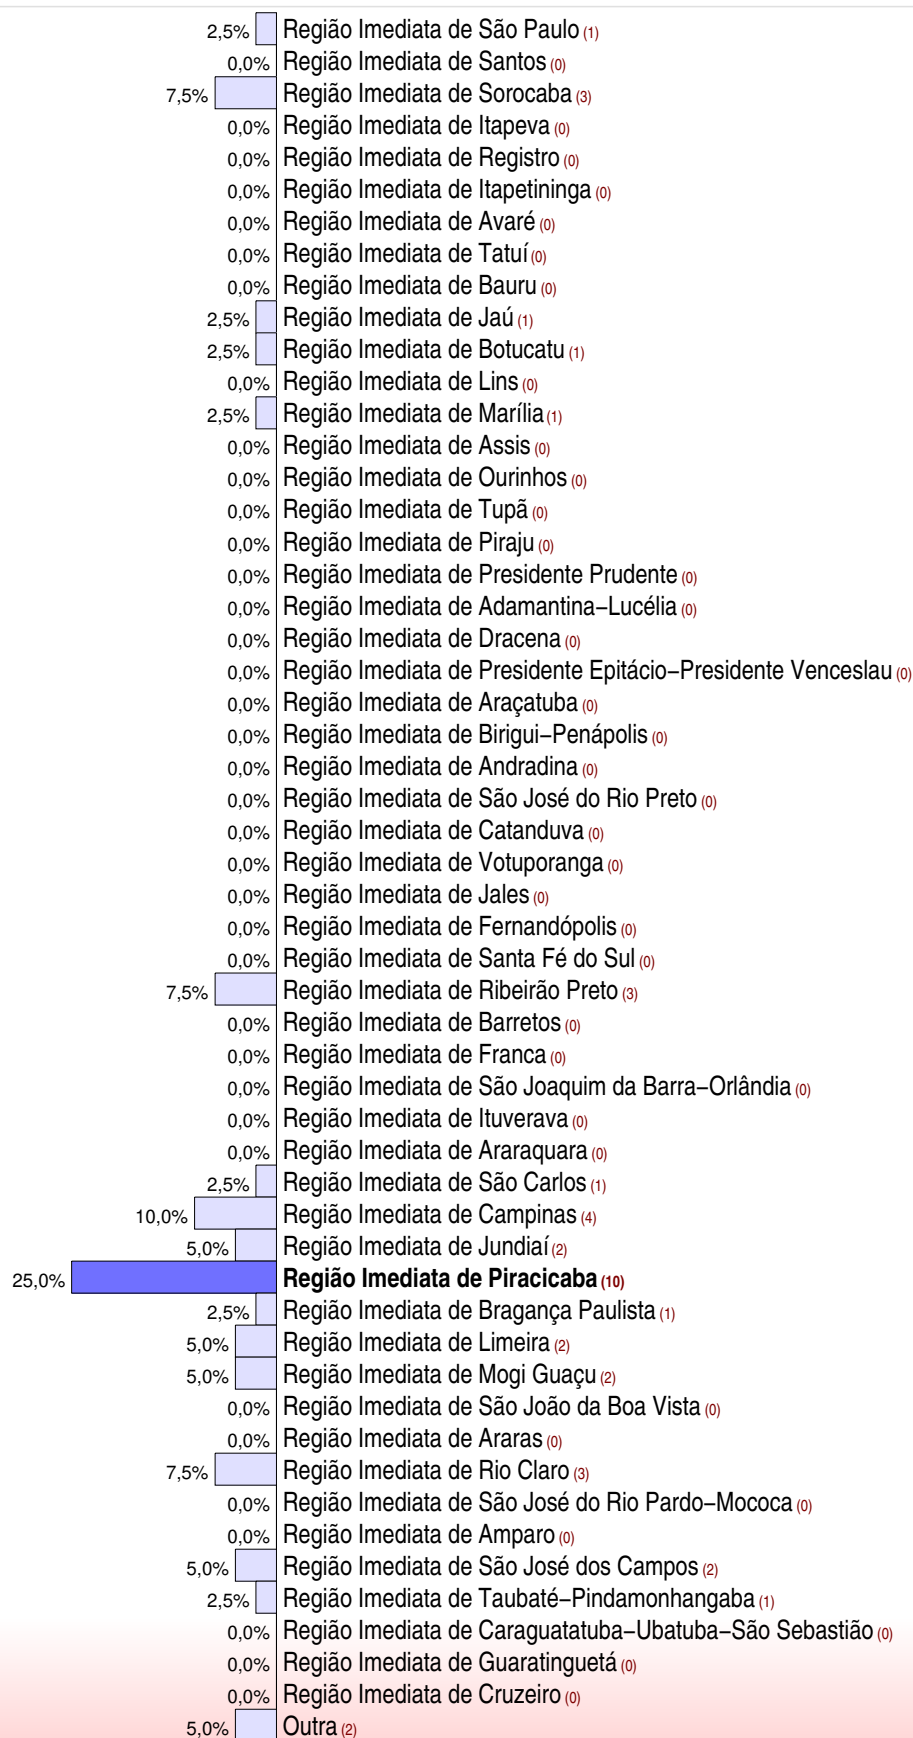 2,5% Região Imediata de São Paulo (1)
0,0% Região Imediata de Santos (0)
7,5% Região Imediata de Sorocaba (3)
0,0% Região Imediata de Itapeva (0)
0,0% Região Imediata de Registro (0)
0,0% Região Imediata de Itapetininga (0)
0,0% Região Imediata de Avaré (0)
0,0% Região Imediata de Tatuí (0)
0,0% Região Imediata de Bauru (0)
2,5% Região Imediata de Jaú (1)
2,5% Região Imediata de Botucatu (1)
0,0% Região Imediata de Lins (0)
2,5% Região Imediata de Marília (1)
0,0% Região Imediata de Assis (0)
0,0% Região Imediata de Ourinhos (0)
0,0% Região Imediata de Tupã (0)
0,0% Região Imediata de Piraju (0)
0,0% Região Imediata de Presidente Prudente (0)
0,0% Região Imediata de Adamantina−Lucélia (0)
0,0% Região Imediata de Dracena (0)
0,0% Região Imediata de Presidente Epitácio−Presidente Venceslau (0)
0,0% Região Imediata de Araçatuba (0)
0,0% Região Imediata de Birigui−Penápolis (0)
0,0% Região Imediata de Andradina (0)
0,0% Região Imediata de São José do Rio Preto (0)
0,0% Região Imediata de Catanduva (0)
0,0% Região Imediata de Votuporanga (0)
0,0% Região Imediata de Jales (0)
0,0% Região Imediata de Fernandópolis (0)
0,0% Região Imediata de Santa Fé do Sul (0)
7,5% Região Imediata de Ribeirão Preto (3)
0,0% Região Imediata de Barretos (0)
0,0% Região Imediata de Franca (0)
0,0% Região Imediata de São Joaquim da Barra−Orlândia (0)
0,0% Região Imediata de Ituverava (0)
0,0% Região Imediata de Araraquara (0)
2,5% Região Imediata de São Carlos (1)
10,0% Região Imediata de Campinas (4)
5,0% Região Imediata de Jundiaí (2)
25,0% Região Imediata de Piracicaba (10)
2,5% Região Imediata de Bragança Paulista (1)
5,0% Região Imediata de Limeira (2)
5,0% Região Imediata de Mogi Guaçu (2)
0,0% Região Imediata de São João da Boa Vista (0)
0,0% Região Imediata de Araras (0)
7,5% Região Imediata de Rio Claro (3)
0,0% Região Imediata de São José do Rio Pardo−Mococa (0)
0,0% Região Imediata de Amparo (0)
5,0% Região Imediata de São José dos Campos (2)
2,5% Região Imediata de Taubaté−Pindamonhangaba (1)
0,0% Região Imediata de Caraguatatuba−Ubatuba−São Sebastião (0)
0,0% Região Imediata de Guaratinguetá (0)
0,0% Região Imediata de Cruzeiro (0)
5,0% Outra (2)